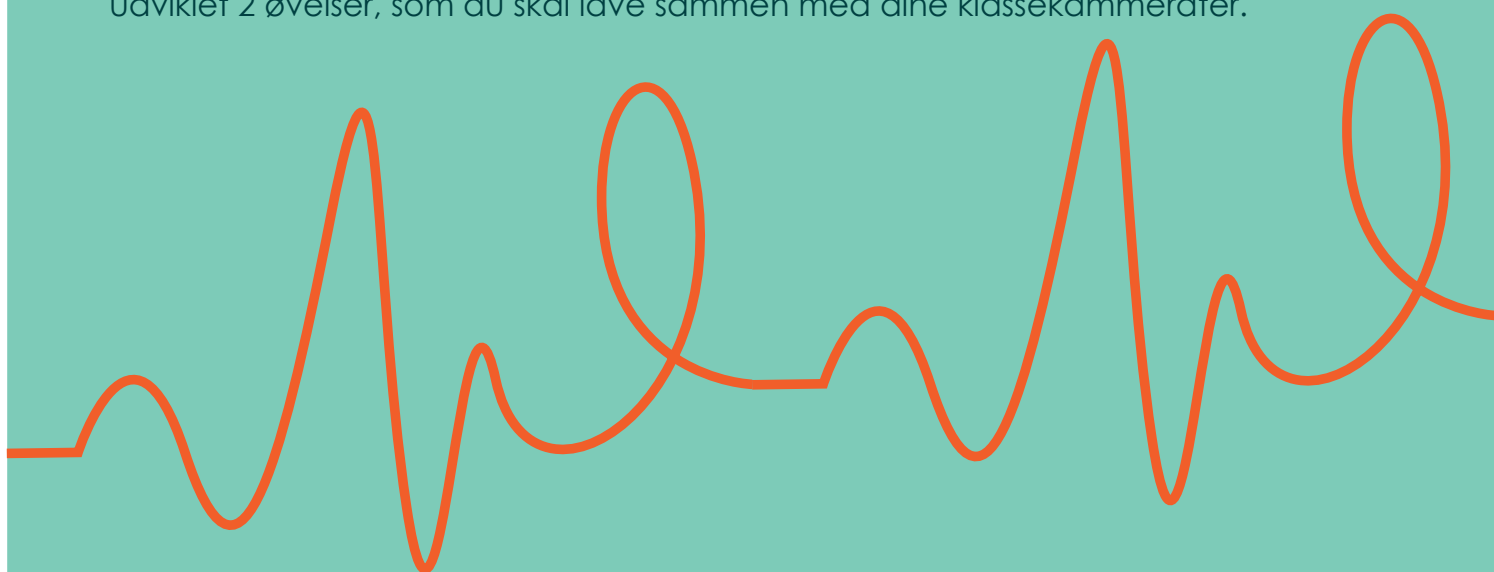 udviklet 2 øvelser, som du skal lave sammen med dine klassekammerater.